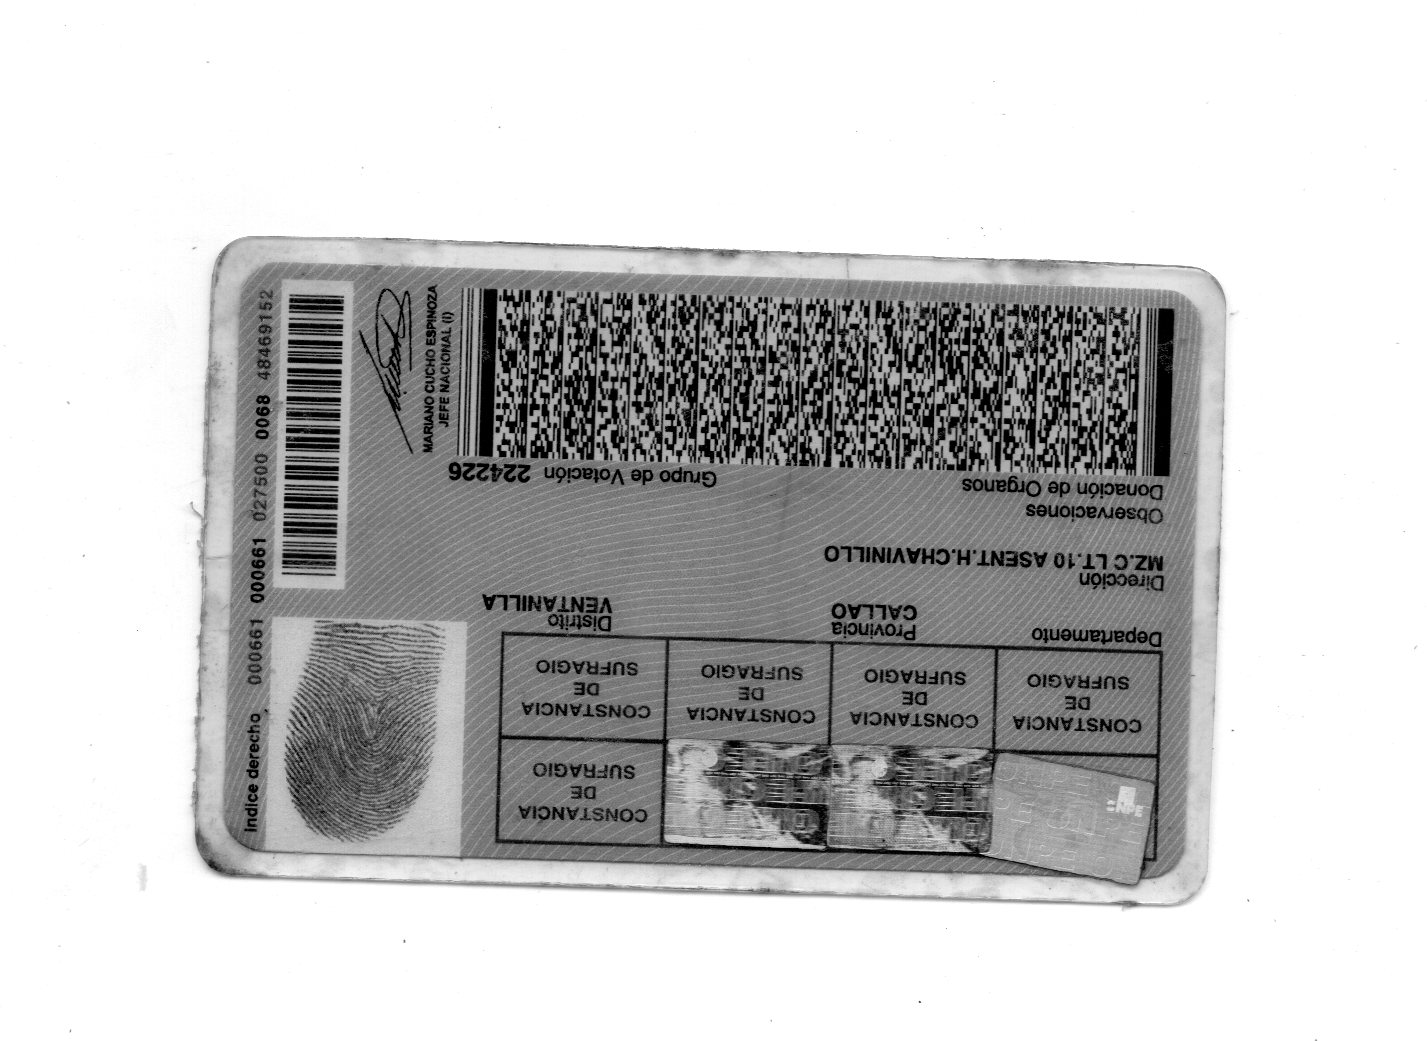 ONPE
CONSTANCIA
DE
SUFRAGIO
CONSTANCIA
DE
SUFRAGIO
CONSTANCIA
DE
SUFRAGIO
CONSTANCIA
DE
SUFRAGIO
CONSTANCIA
DE
SUFRAGIO
Departamento
Provincia
CALLAO
Distrito
VENTANILLA
Dirección
MZ.C LT.10 ASENT.H.CHAVINILLO
Observaciones
Donación de Organos
Grupo de Votación 224226
MARIANO CUCHO ESPINOZA
JEFE NACIONAL (i)
Indice derecho 000661 000661 027500 0068 48469152